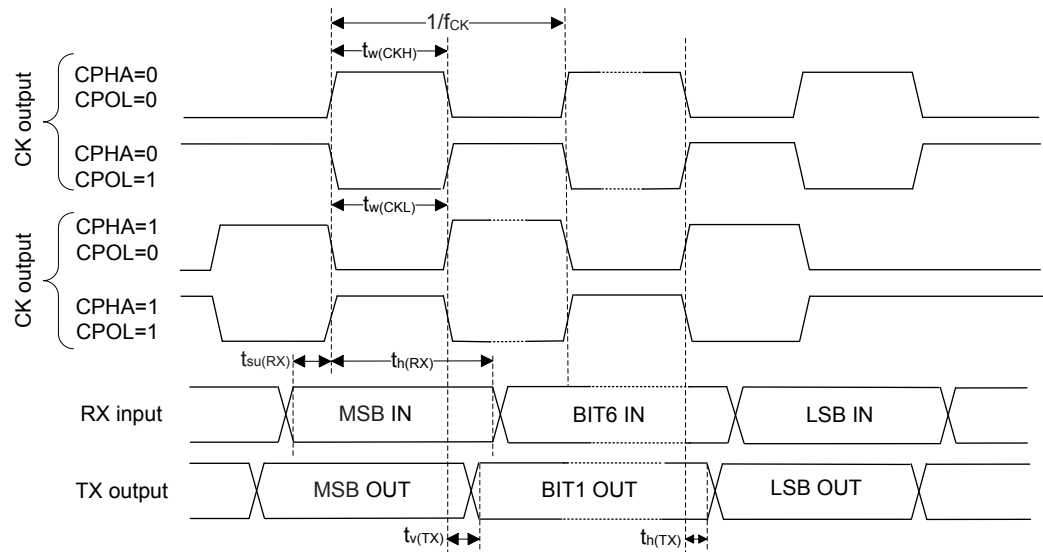 1/fCK
tw(CKH)
CK output
CPHA=0
CPOL=0
CPHA=0
CPOL=1
tw(CKL)
CK output
CPHA=1
CPOL=0
CPHA=1
CPOL=1
tsu(RX)
th(RX)
RX input
MSB IN
BIT6 IN
LSB IN
TX output
MSB OUT
BIT1 OUT
LSB OUT
tv(TX)
th(TX)